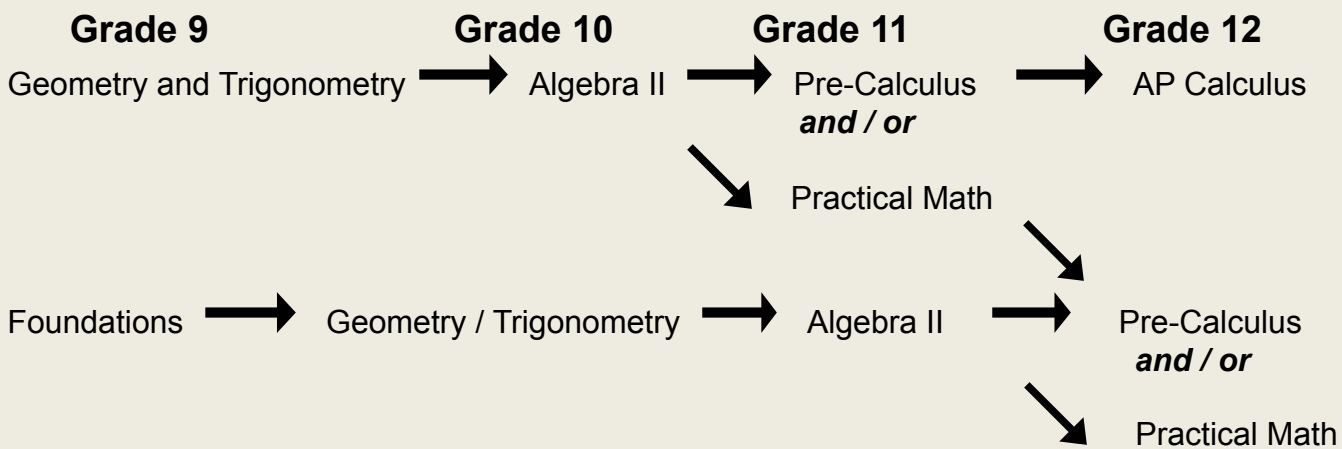 Grade 9 Grade 10 Grade 11 Grade 12
Geometry and Trigonometry Algebra II Pre-Calculus AP Calculus
and / or
Practical Math
Foundations Geometry / Trigonometry Algebra II Pre-Calculus
and / or
Practical Math